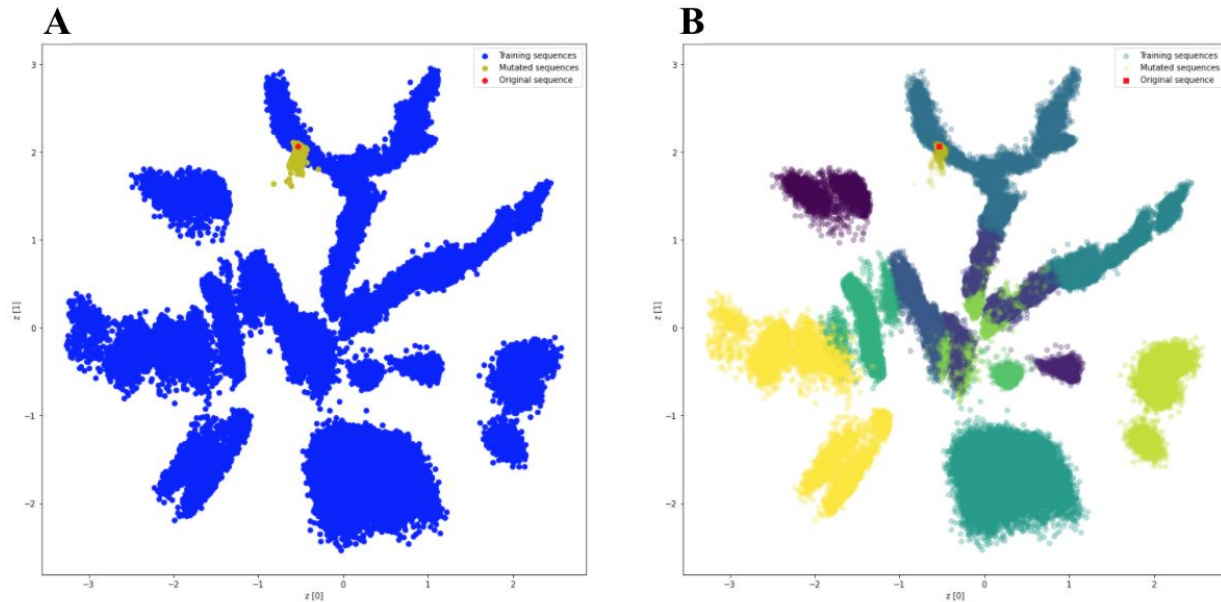 A
B
Training sequences
Mutated sequences
Original sequence
3
2
1
0
−1
−2
z [1]
−3
−2
−1
0
1
2
z [0]
Training sequences
Mutated sequences
Original sequence
3
2
1
0
−1
−2
z [1]
−3
−2
−1
0
1
2
z [0]